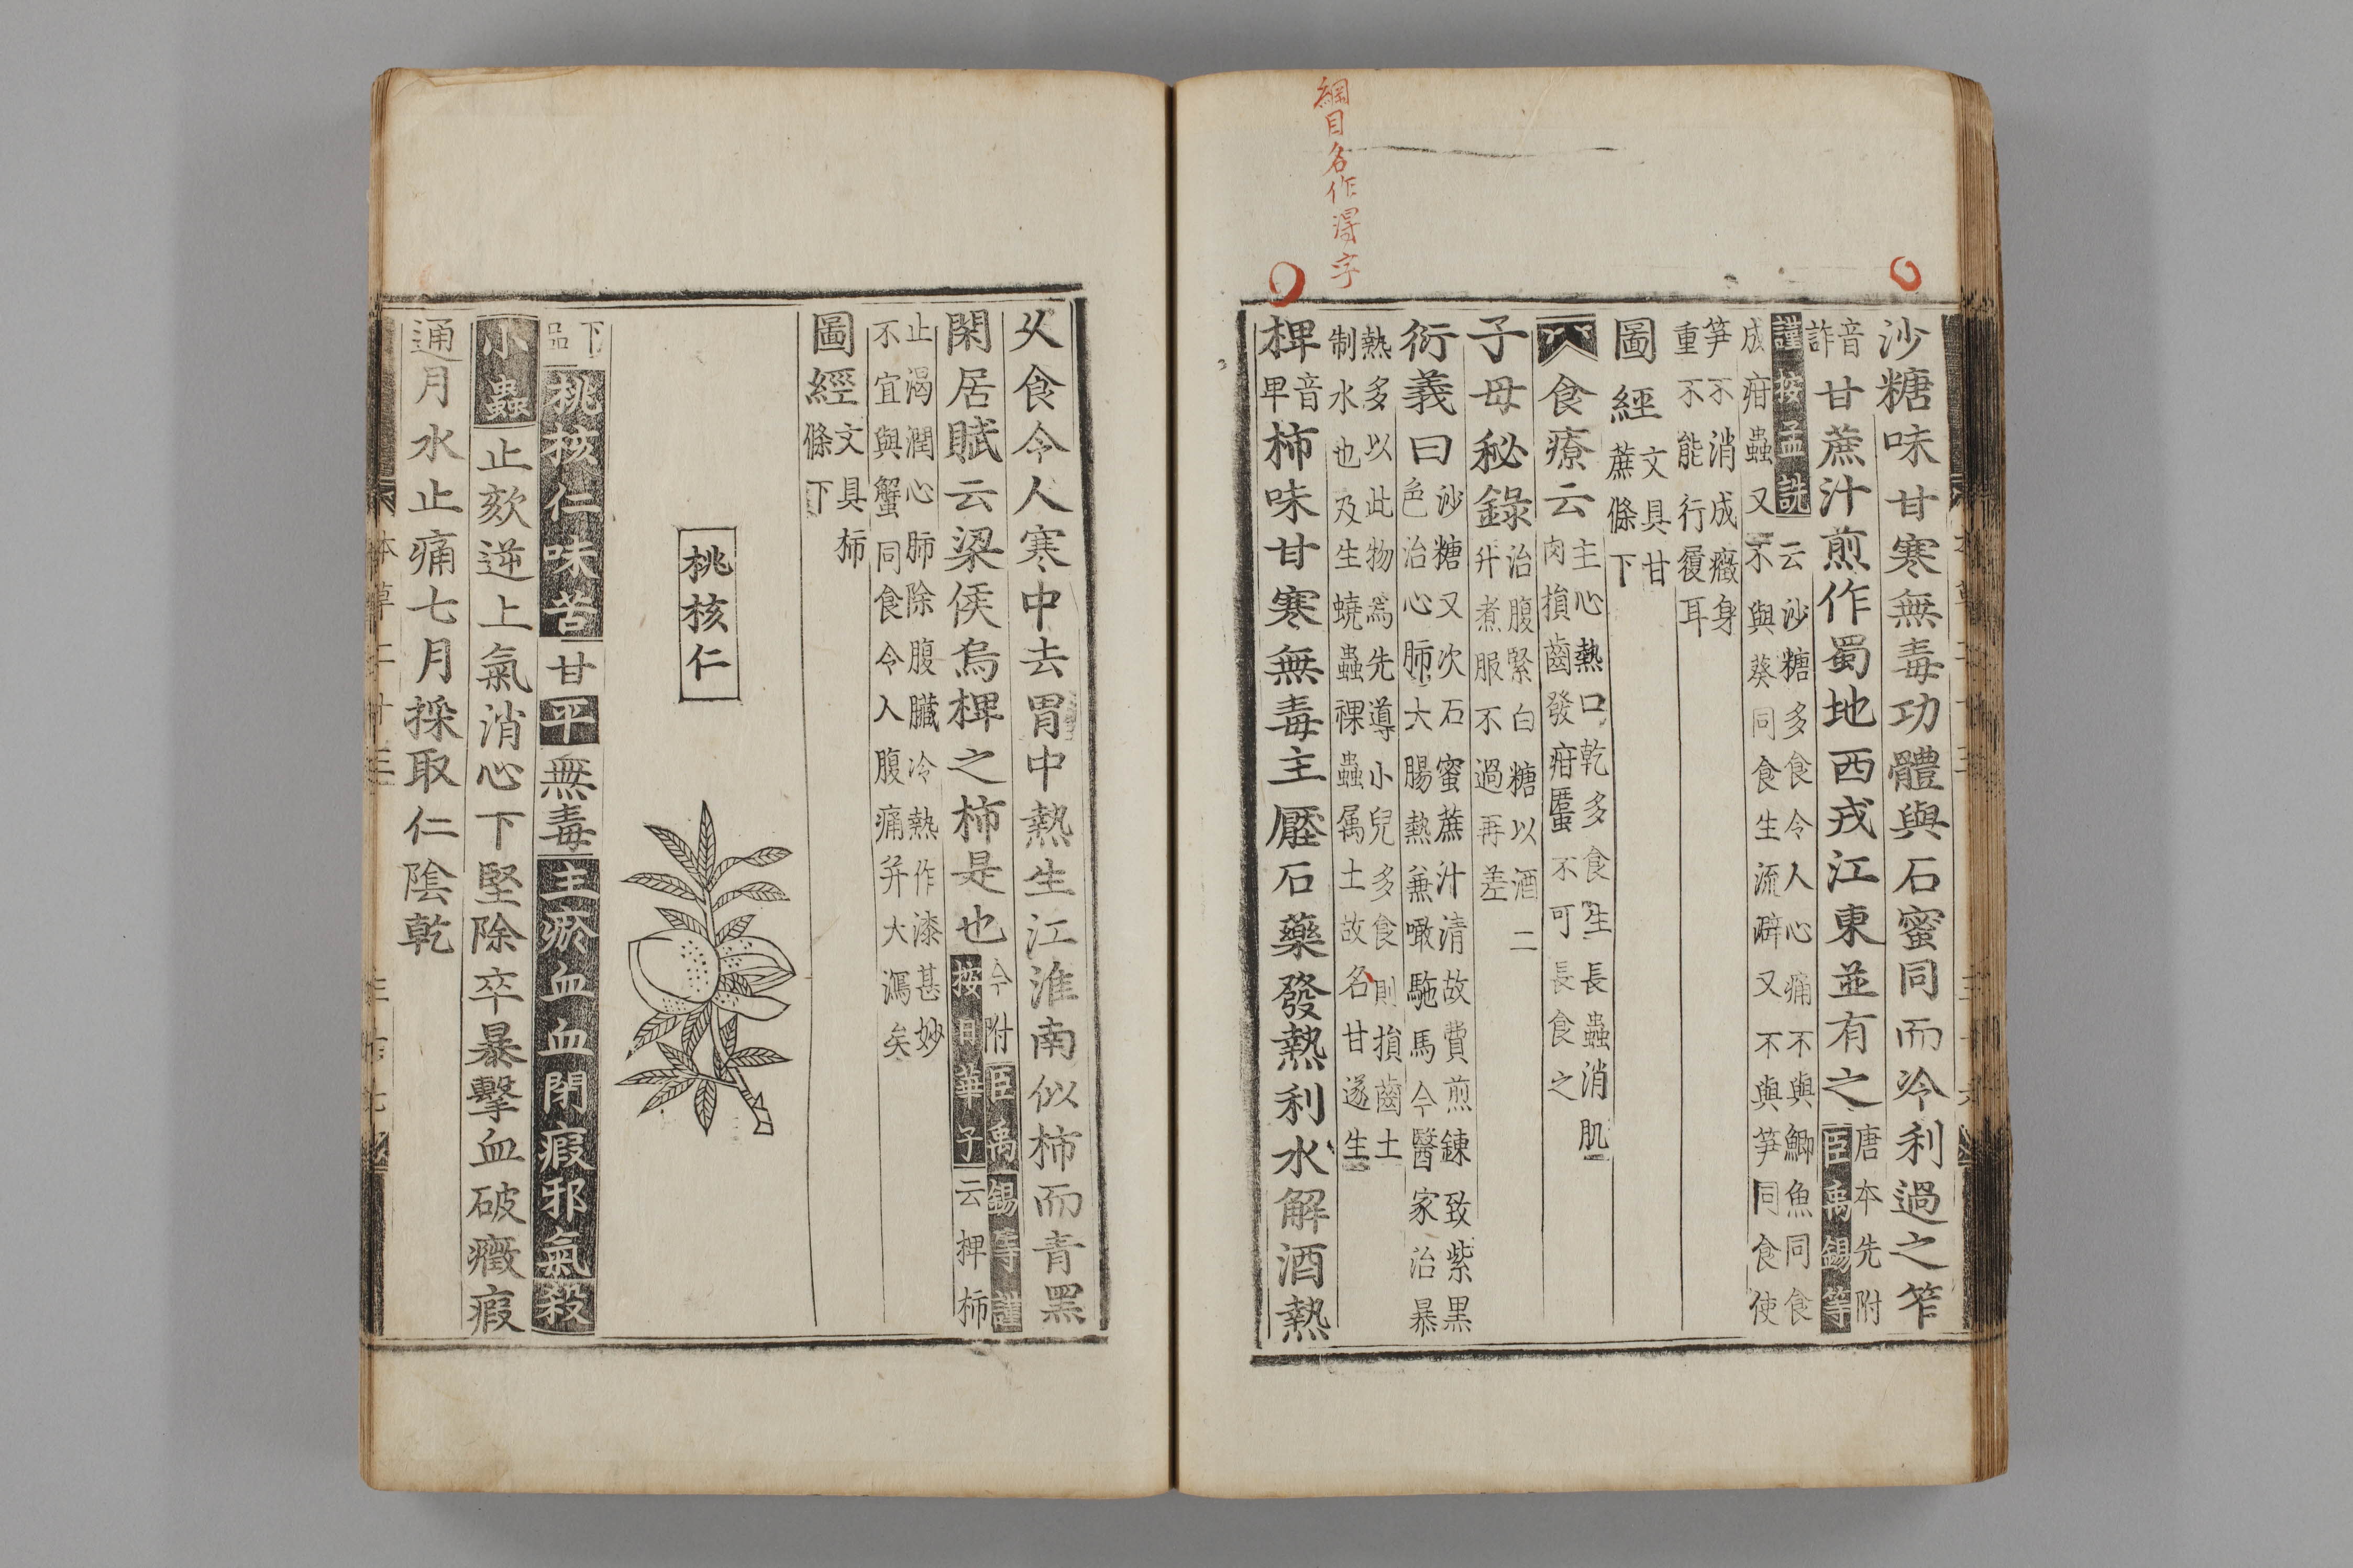 綱目名作得字
沙糖味甘寒無毒功體與石蜜同而冷利過之笮
音詐甘蔗汁煎作蜀地西戎江東並有之唐本先附臣禹錫等
謹按孟詵云沙糖多食令人心痛不與鯽魚同食
成疳蟲又不與葵同食生流澼又不與笋同食使
笋不消成癥身
重不能行履耳
圖經文具甘
蔗條下
食療云主心熱口乾多食生長蟲消肌
肉損齒發疳䘌不可長食之
子母秘錄治腹緊白糖以酒二
升煮服不過再差
衍義曰沙糖又次石蜜蔗汁清故費煎鍊致紫黒
色治心肺大腸熱兼噉駞馬今醫家治暴
熱多以此物為先導小兒多食則損齒土
制水也及生蟯蟲裸蟲属土故名甘遂生
椑音卑柿味甘寒無毒主壓石藥發熱利水解酒熱
乆食令人寒中去胃中熱生江淮南似柿而青黑
閑居賦云梁侯烏椑之柿是也今附臣禹錫等謹
按日華子云椑柿
止渴潤心肺除腹臟冷熱作漆甚妙
不宜與蟹同食令人腹痛并大瀉矣
圖經文具柿
條下
桃核仁
下品桃核仁味苦甘平無毒主瘀血血閉瘕邪氣殺
小蟲止欬逆上氣消心下堅除卒暴擊血破癥瘕
通月水止痛七月採取仁陰乾